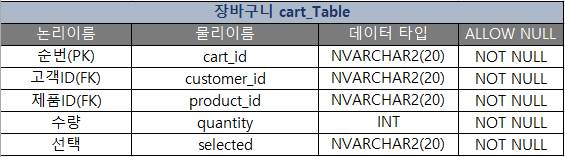 장바구니 cart_Table
논리이름 물리이름 데이터 타입 ALLOW NULL
순번(PK) cart_id NVARCHAR2(20) NOT NULL
고객ID(FK) customer_id NVARCHAR2(20) NOT NULL
제품ID(FK) product_id NVARCHAR2(20) NOT NULL
수량 quantity INT NOT NULL
선택 selected NVARCHAR2(20) NOT NULL